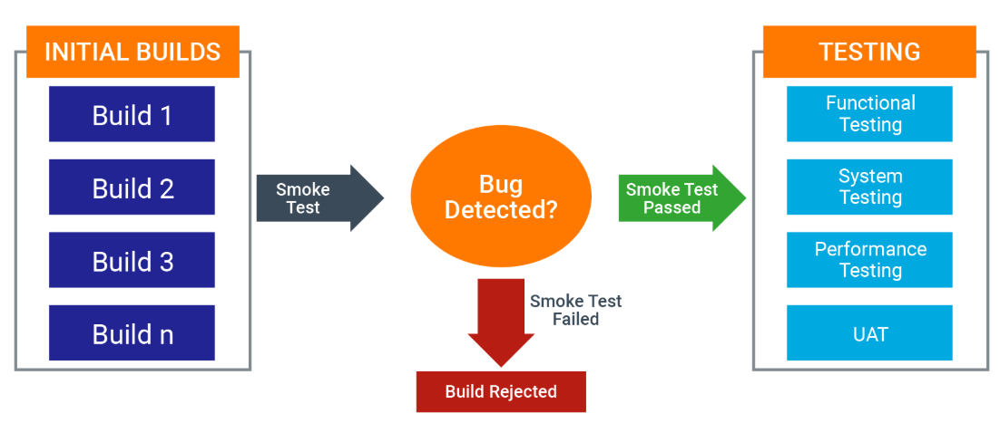 INITIAL BUILDS
Build 1
Build 2
Build 3
Build n
Smoke
Test
Bug
Detected?
Smoke Test
Passed
Smoke Test
Failed
Build Rejected
TESTING
Functional
Testing
System
Testing
Performance
Testing
UAT